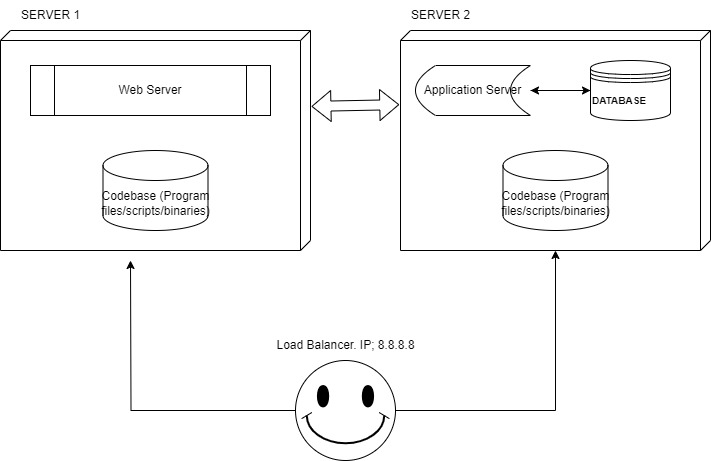 SERVER 1
SERVER 2
Web Server
Application Server
DATABASE
Codebase (Program
files/scripts/binaries)
Codebase (Program
files/scripts/binaries)
Load Balancer. IP; 8.8.8.8